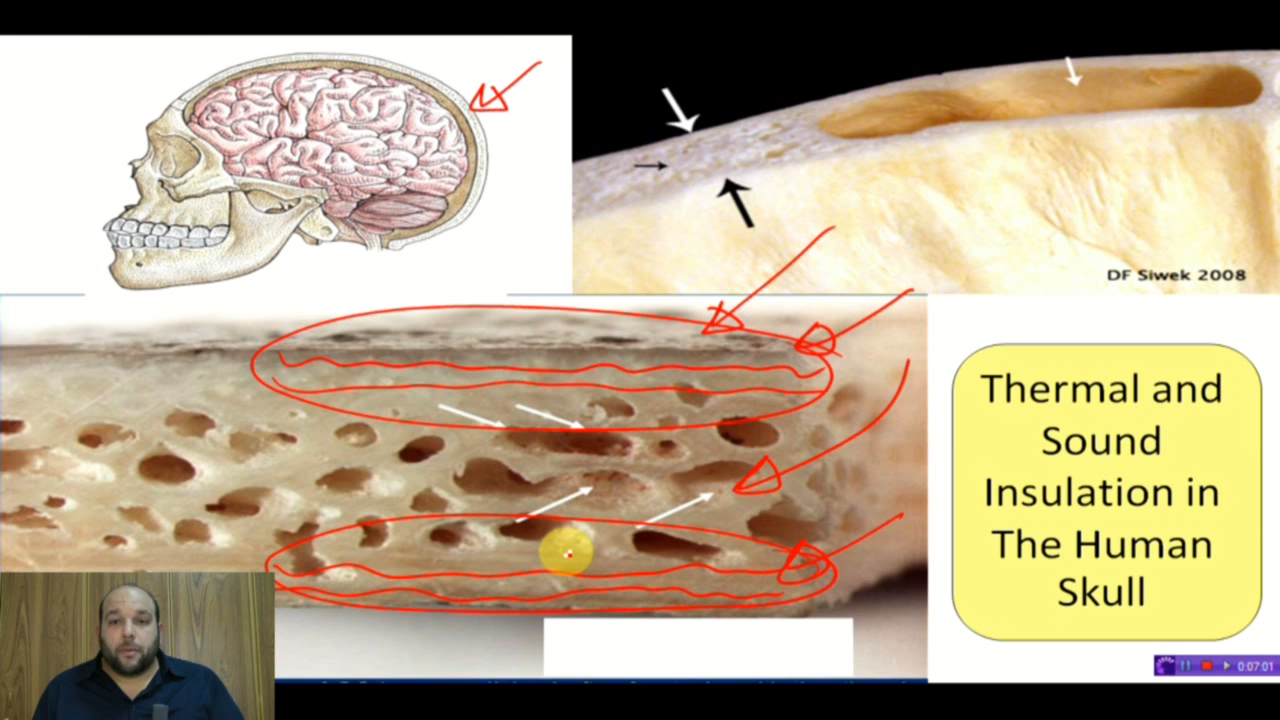 DF Siwek 2008
Thermal and
Sound
Insulation in
The Human
Skull
0:07:01